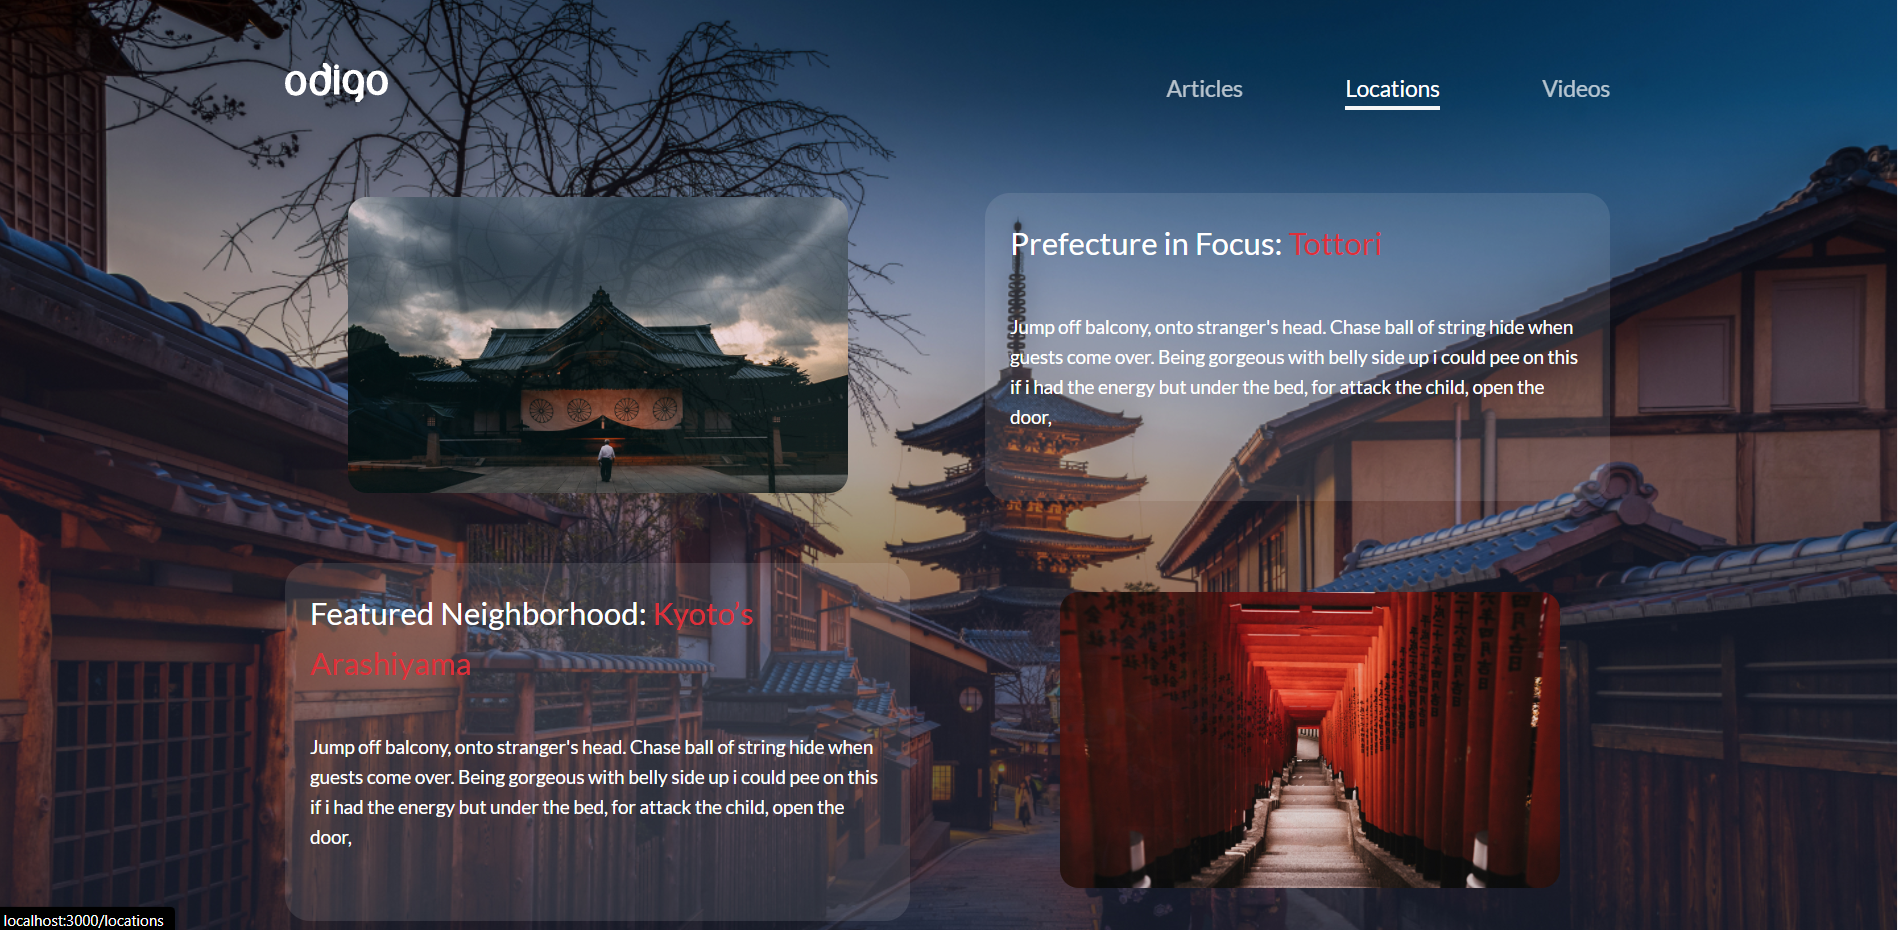 odigo
Articles
Locations
Videos
Prefecture in Focus: Tottori
Jump off balcony, onto stranger's head. Chase ball of string hide when
guests come over. Being gorgeous with belly side up i could pee on this
if i had the energy but under the bed, for attack the child, open the
door,
Featured Neighborhood: Kyoto’s
Arashiyama
Jump off balcony, onto stranger's head. Chase ball of string hide when
guests come over. Being gorgeous with belly side up i could pee on this
if i had the energy but under the bed, for attack the child, open the
door,
localhost:3000/locations